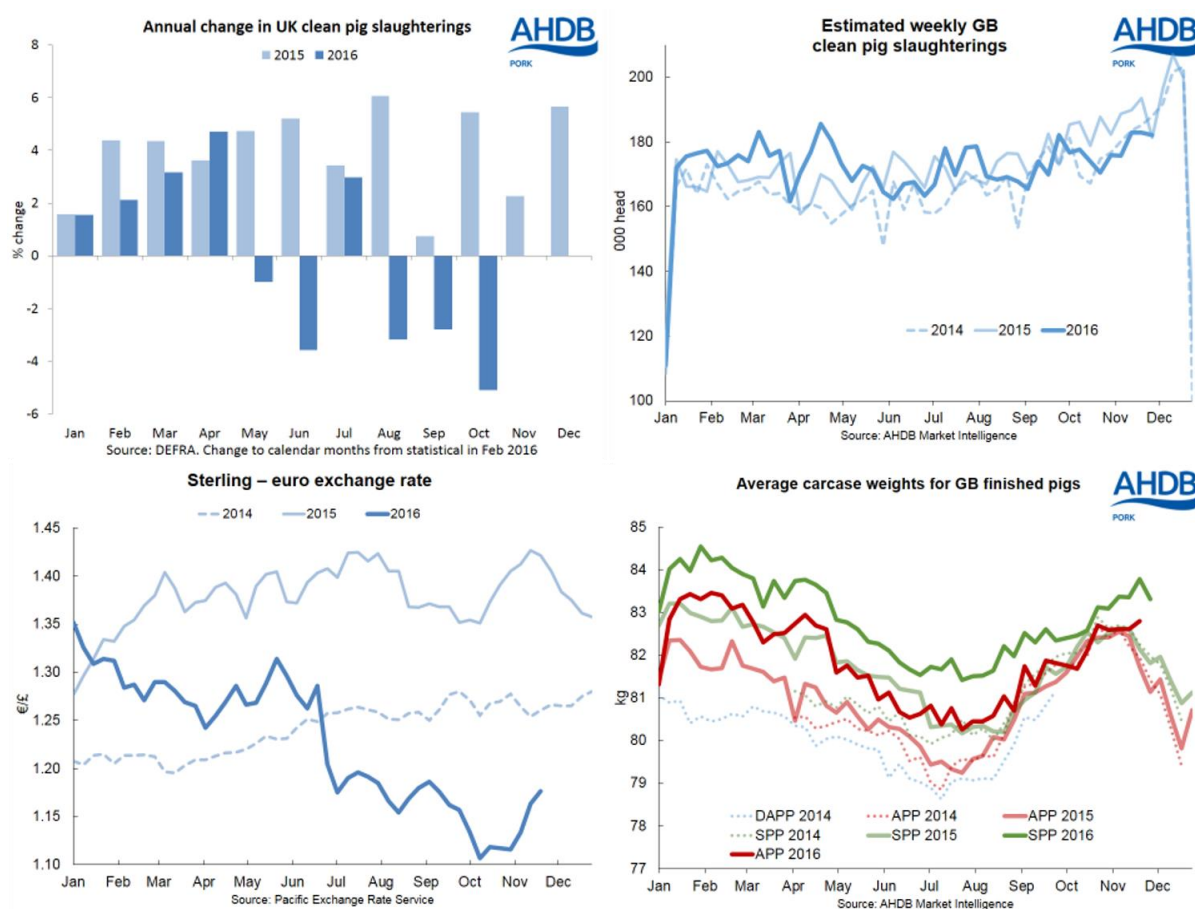 Annual change in UK clean pig slaughterings
AHDB
PORK
2015 2016
8
6
4
2
0
-2
-4
-6
% change
Jan Feb Mar Apr May Jun Jul Aug Sep Oct Nov Dec
Source: DEFRA. Change to calendar months from statistical in Feb 2016
Estimated weekly GB
clean pig slaughterings
AHDB
PORK
200
180
160
140
120
100
000 head
2014 2015 2016
Jan Feb Mar Apr May Jun Jul Aug Sep Oct Nov Dec
Source: AHDB Market Intelligence
Sterling – euro exchange rate
2014 2015 2016
1.45
1.40
1.35
1.30
1.25
1.20
1.15
1.10
€/£
Jan Feb Mar Apr May Jun Jul Aug Sep Oct Nov Dec
Source: Pacific Exchange Rate Service
Average carcase weights for GB finished pigs
AHDB
PORK
85
84
83
82
81
80
79
78
77
kg
DAPP 2014 APP 2014 APP 2015
SPP 2014 SPP 2015 SPP 2016
APP 2016
Jan Feb Mar Apr May Jun Jul Aug Sep Oct Nov Dec
Source: AHDB Market Intelligence